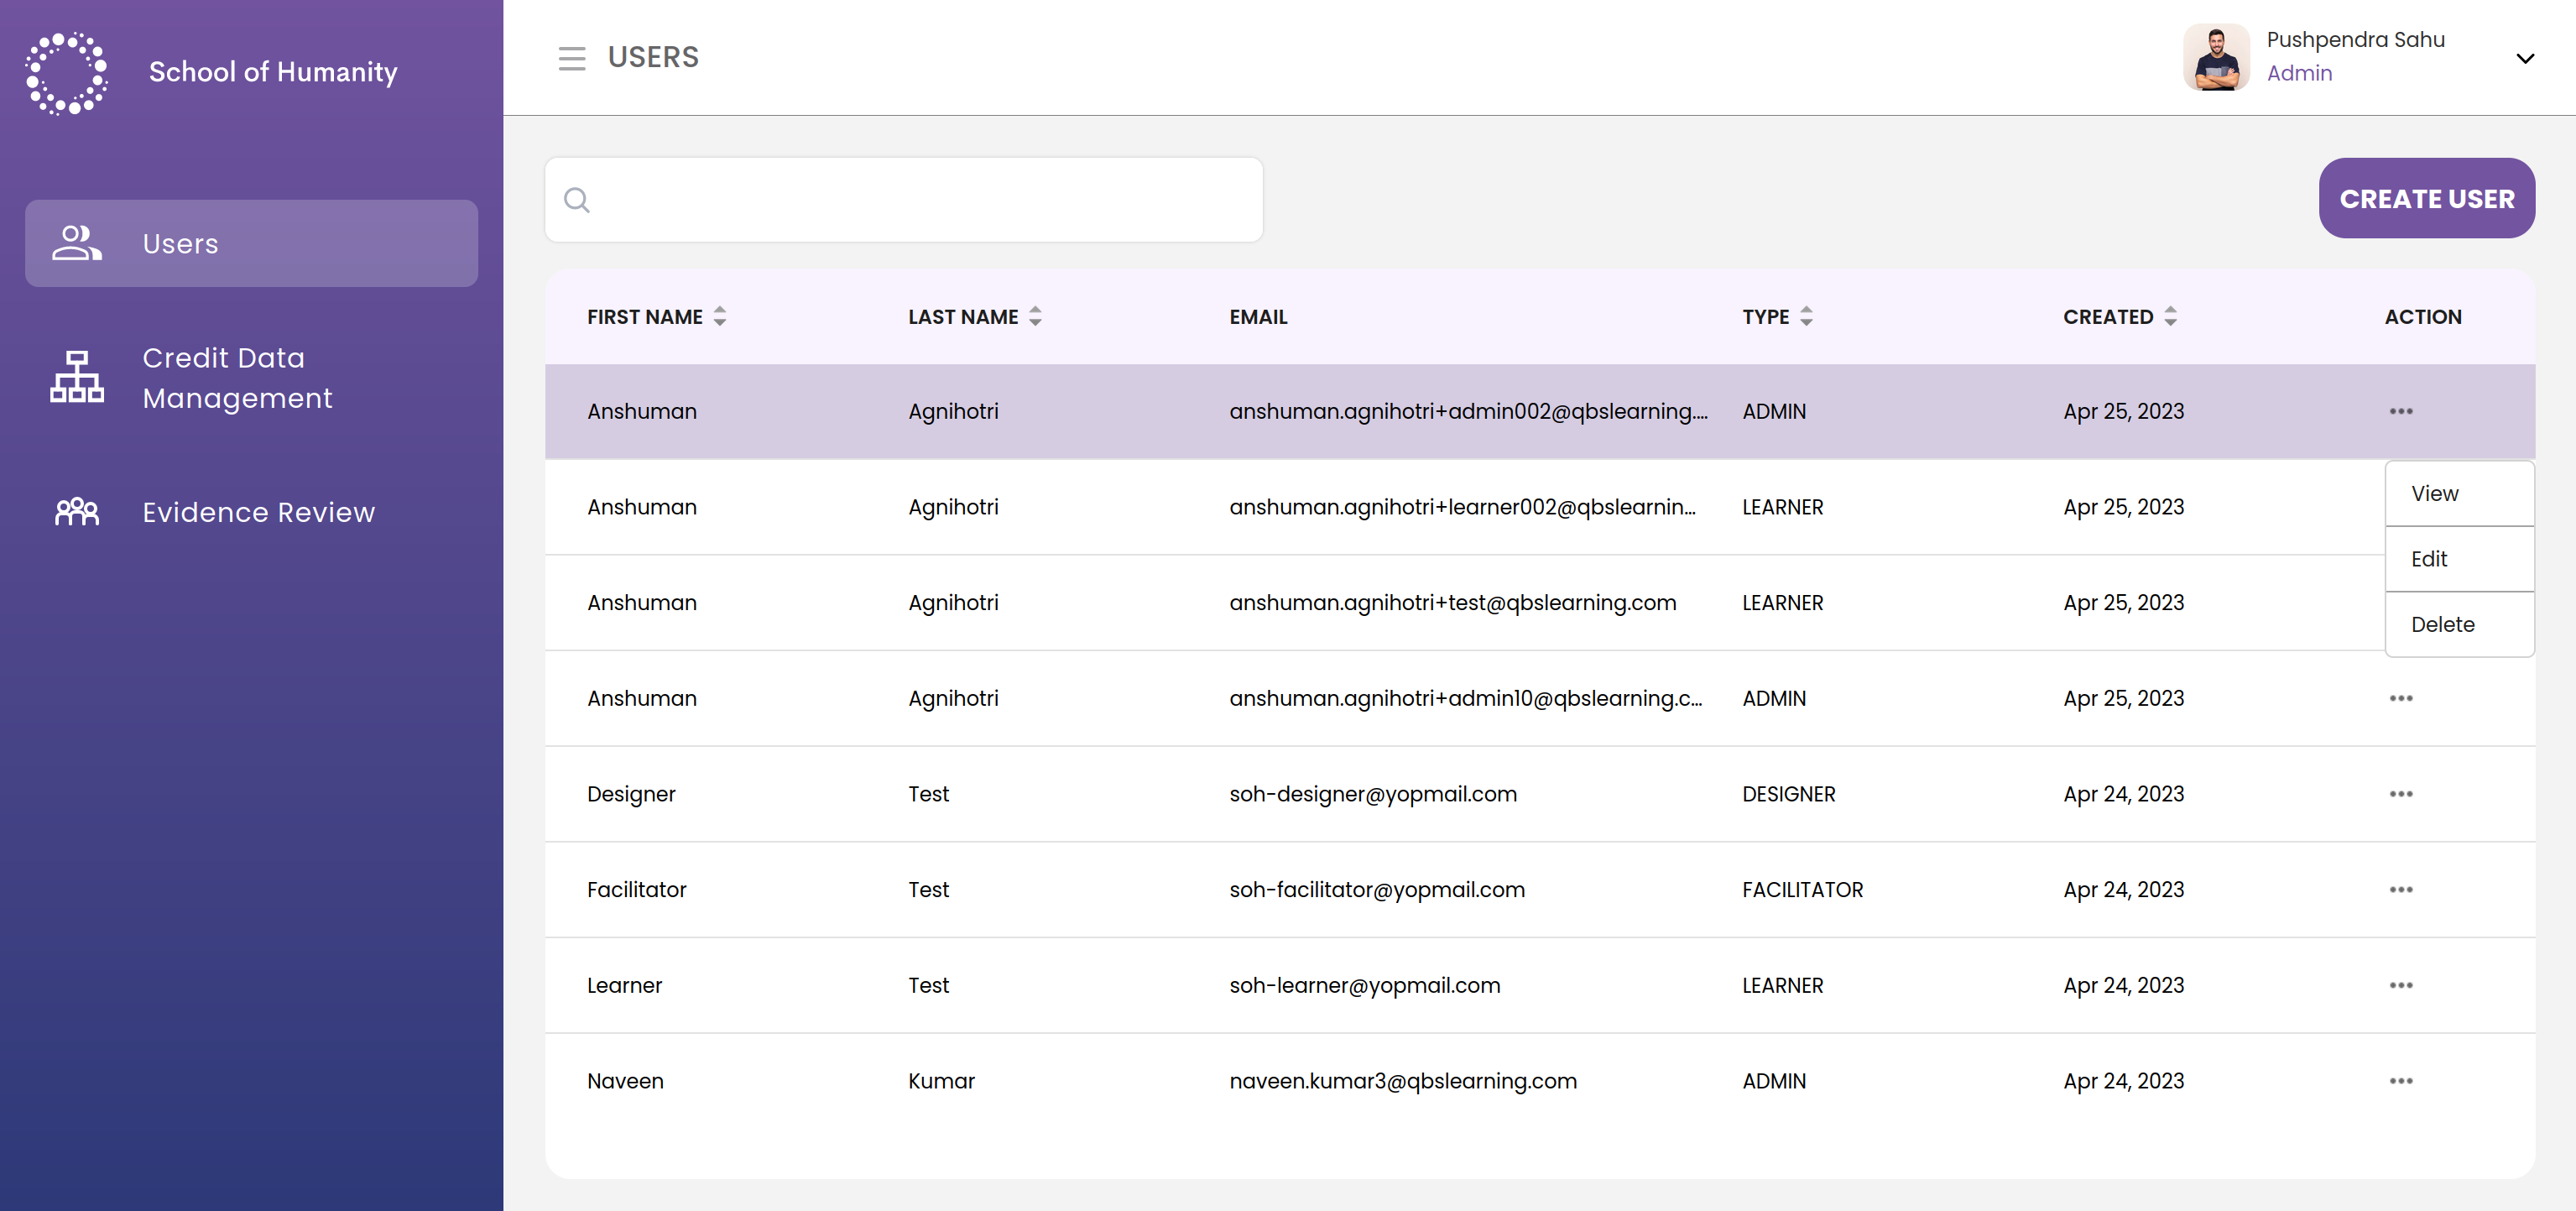 School of Humanity
USERS
Pushpendra Sahu
Admin
Users
Credit Data
Management
Evidence Review
CREATE USER
FIRST NAME LAST NAME EMAIL TYPE CREATED ACTION
Anshuman Agnihotri anshuman.agnihotri+admin002@qbslearning.... ADMIN Apr 25, 2023
Anshuman Agnihotri anshuman.agnihotri+learner002@qbslearnin... LEARNER Apr 25, 2023
Anshuman Agnihotri anshuman.agnihotri+test@qbslearning.com LEARNER Apr 25, 2023
View
Edit
Delete
Anshuman Agnihotri anshuman.agnihotri+admin10@qbslearning.c... ADMIN Apr 25, 2023
Designer Test soh-designer@yopmail.com DESIGNER Apr 24, 2023
Facilitator Test soh-facilitator@yopmail.com FACILITATOR Apr 24, 2023
Learner Test soh-learner@yopmail.com LEARNER Apr 24, 2023
Naveen Kumar naveen.kumar3@qbslearning.com ADMIN Apr 24, 2023